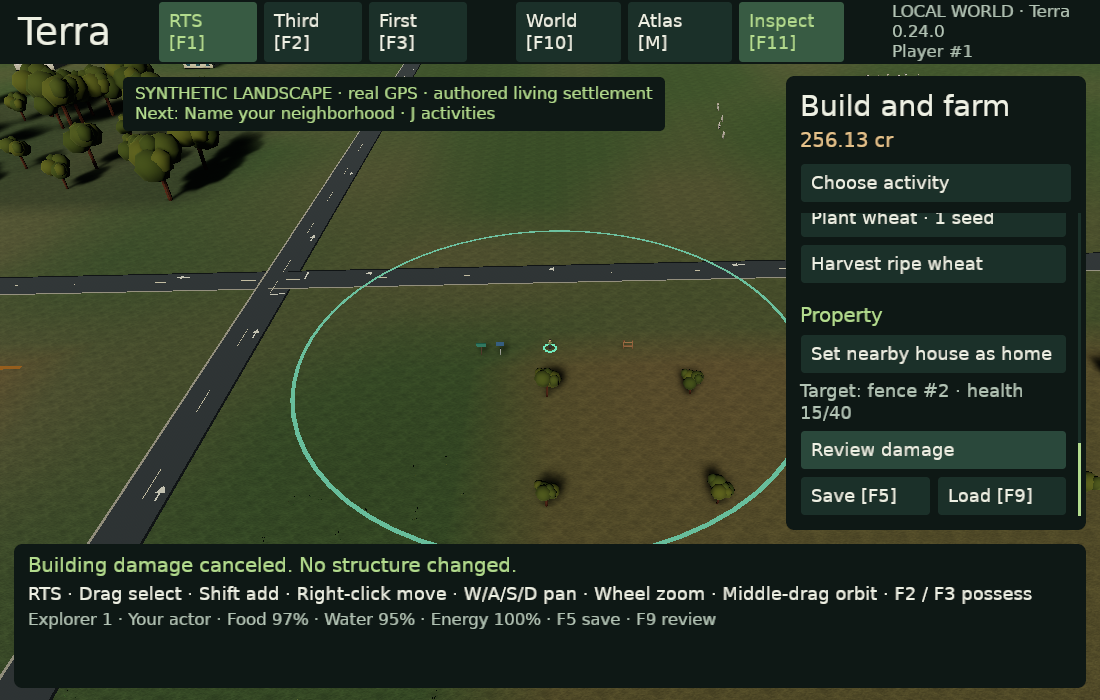 Terra
RTS
[F1]
Third
[F2]
First
[F3]
World
[F10]
Atlas
[M]
Inspect
[F11]
LOCAL WORLD · Terra
0.24.0
Player #1
SYNTHETIC LANDSCAPE · real GPS · authored living settlement
Next: Name your neighborhood · J activities
Build and farm
256.13 cr
Choose activity
Plant wheat · 1 seed
Harvest ripe wheat
Property
Set nearby house as home
Target: fence #2 · health
15/40
Review damage
Save [F5]
Load [F9]
Building damage canceled. No structure changed.
RTS · Drag select · Shift add · Right-click move · W/A/S/D pan · Wheel zoom · Middle-drag orbit · F2 / F3 possess
Explorer 1 · Your actor · Food 97% · Water 95% · Energy 100% · F5 save · F9 review